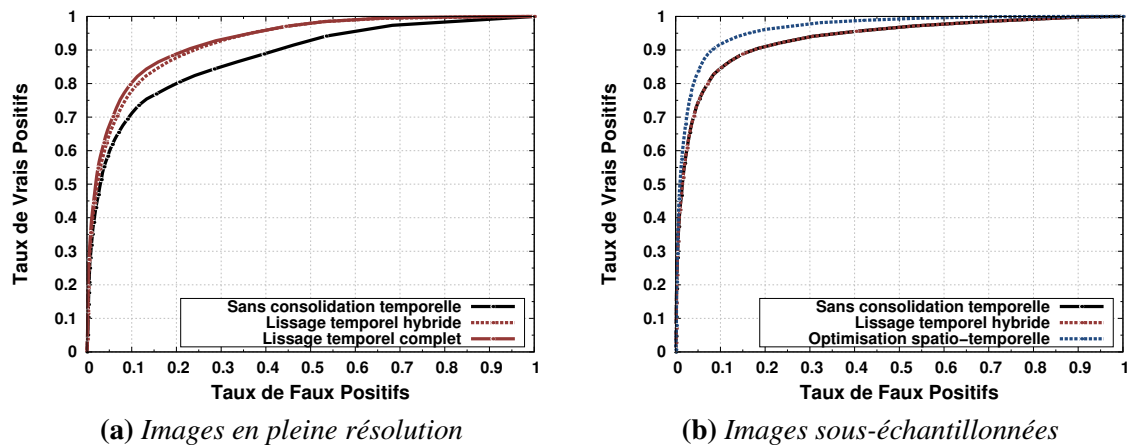 1
0.9
0.8
0.7
0.6
0.5
0.4
0.3
0.2
0.1
0
Taux de Vrais Positifs
Sans consolidation temporelle
Lissage temporel hybride
Lissage temporel complet
0 0.1 0.2 0.3 0.4 0.5 0.6 0.7 0.8 0.9 1
Taux de Faux Positifs
(a) Images en pleine résolution
1
0.9
0.8
0.7
0.6
0.5
0.4
0.3
0.2
0.1
0
Taux de Vrais Positifs
Sans consolidation temporelle
Lissage temporel hybride
Optimisation spatio-temporelle
0 0.1 0.2 0.3 0.4 0.5 0.6 0.7 0.8 0.9 1
Taux de Faux Positifs
(b) Images sous-échantillonnées